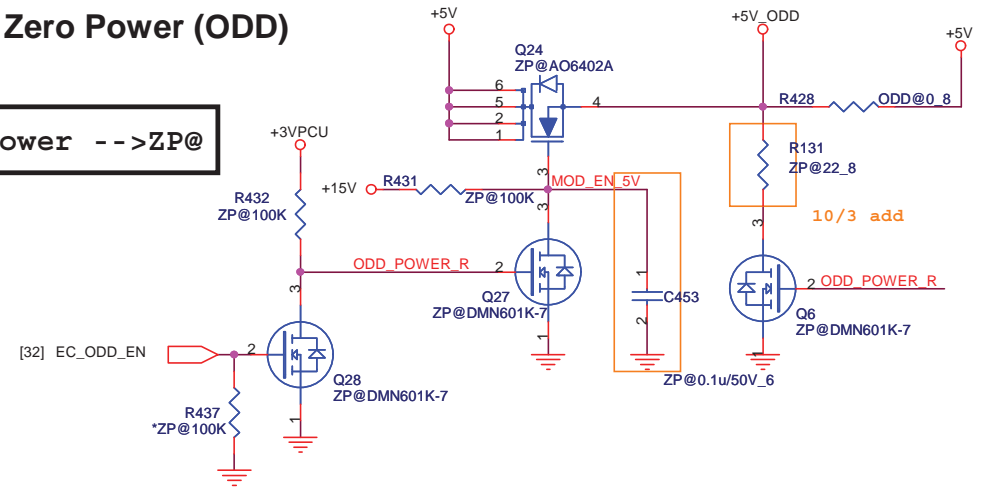 Zero Power (ODD)
ower -->ZP@
+5V
Q24
ZP@AO6402A
6
5
2
1
4
3
+5V_ODD
+5V
R428
ODD@0_8
R131
ZP@22_8
10/3 add
+3VPCU
R432
ZP@100K
+15V
R431
ZP@100K
MOD_EN_5V
3
ODD_POWER_R
2
Q27
ZP@DMN601K-7
1
1
C453
2
ZP@0.1u/50V_6
3
2
ODD_POWER_R
Q6
ZP@DMN601K-7
1
3
[32] EC_ODD_EN
2
Q28
ZP@DMN601K-7
1
R437
*ZP@100K